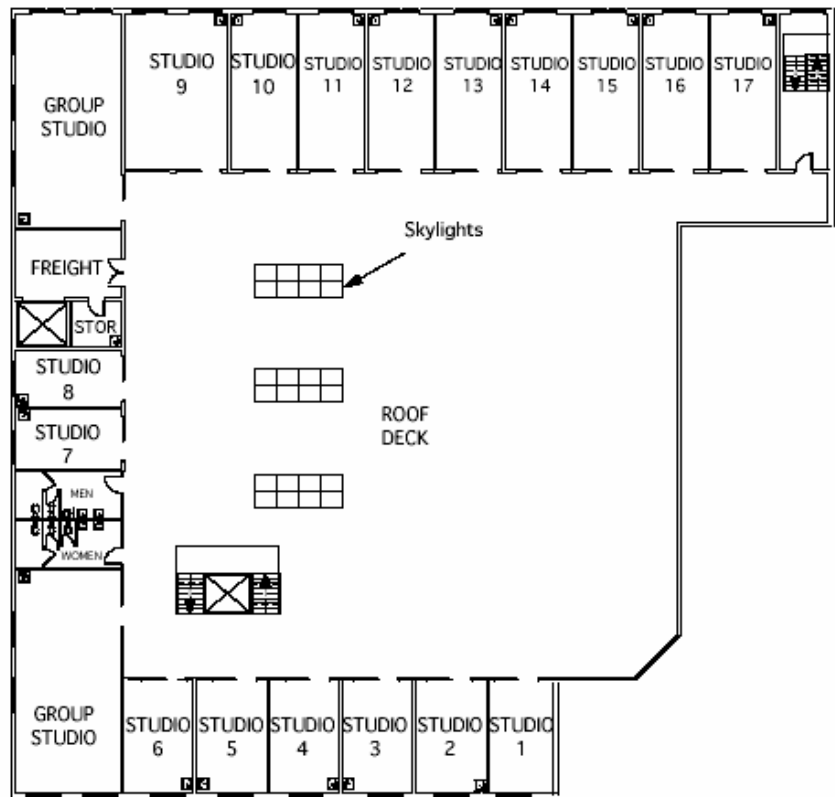 STUDIO
9
STUDIO
10
STUDIO
11
STUDIO
12
STUDIO
13
STUDIO
14
STUDIO
15
STUDIO
16
STUDIO
17
GROUP
STUDIO
Skylights
FREIGHT
STOR
STUDIO
8
ROOF
DECK
STUDIO
7
MEN
WOMEN
GROUP
STUDIO
STUDIO
6
STUDIO
5
STUDIO
4
STUDIO
3
STUDIO
2
STUDIO
1